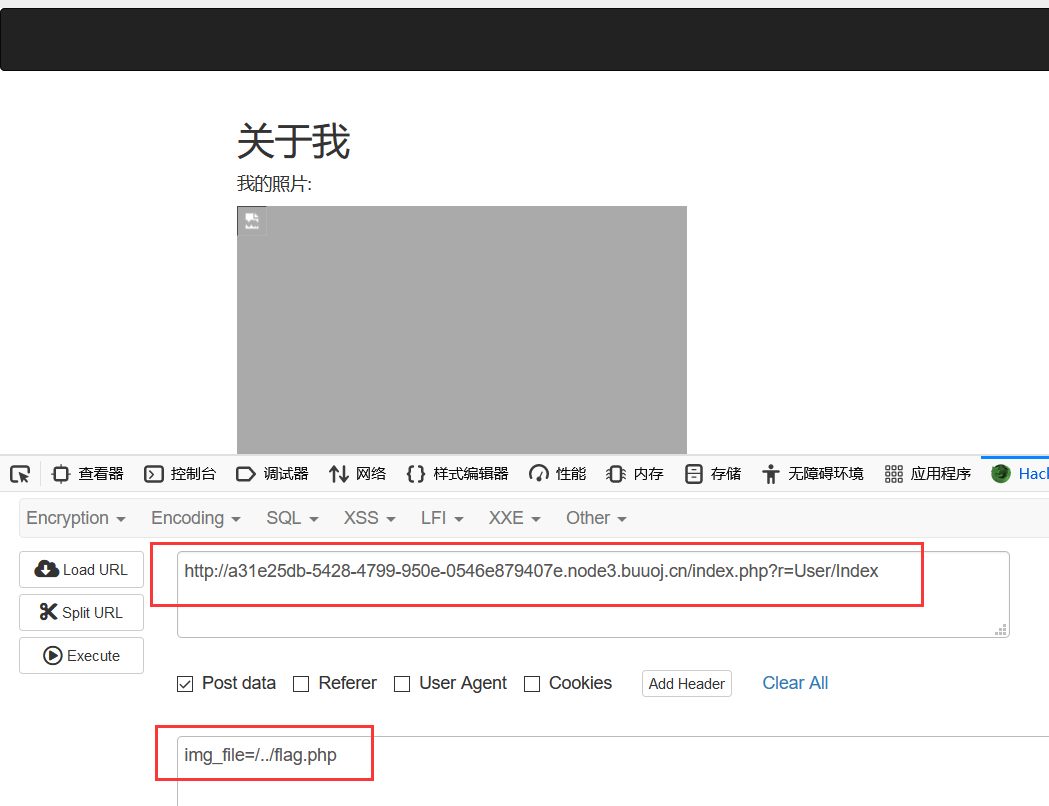 关于我
我的照片:
查看器 控制台 调试器 网络 样式编辑器 性能 内存 存储 无障碍环境 应用程序
Encryption Encoding SQL XSS LFI XXE Other
Load URL
http://a31e25db-5428-4799-950e-0546e879407e.node3.buuoj.cn/index.php?r=User/Index
Split URL
Execute
Post data Referer User Agent Cookies Add Header Clear All
img_file=/../flag.php